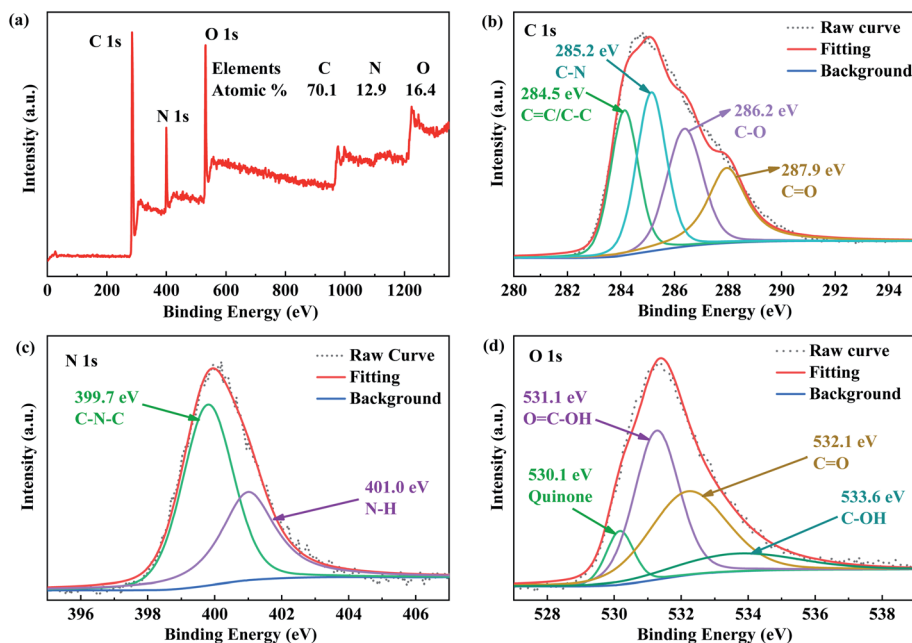 (a)
C 1s
O 1s
N 1s
Elements C N O
Atomic % 70.1 12.9 16.4
Intensity (a.u.)
0 200 400 600 800 1000 1200
Binding Energy (eV)
(b)
C 1s
Raw curve
Fitting
Background
285.2 eV
C-N
284.5 eV
C=C/C-C
286.2 eV
C-O
287.9 eV
C=O
Intensity (a.u.)
280 282 284 286 288 290 292 294
Binding Energy (eV)
(c)
N 1s
Raw Curve
Fitting
Background
399.7 eV
C-N-C
401.0 eV
N-H
Intensity (a.u.)
396 398 400 402 404 406
Binding Energy (eV)
(d)
O 1s
Raw curve
Fitting
Background
531.1 eV
O=C-OH
532.1 eV
C=O
530.1 eV
Quinone
533.6 eV
C-OH
Intensity (a.u.)
528 530 532 534 536 538
Binding Energy (eV)